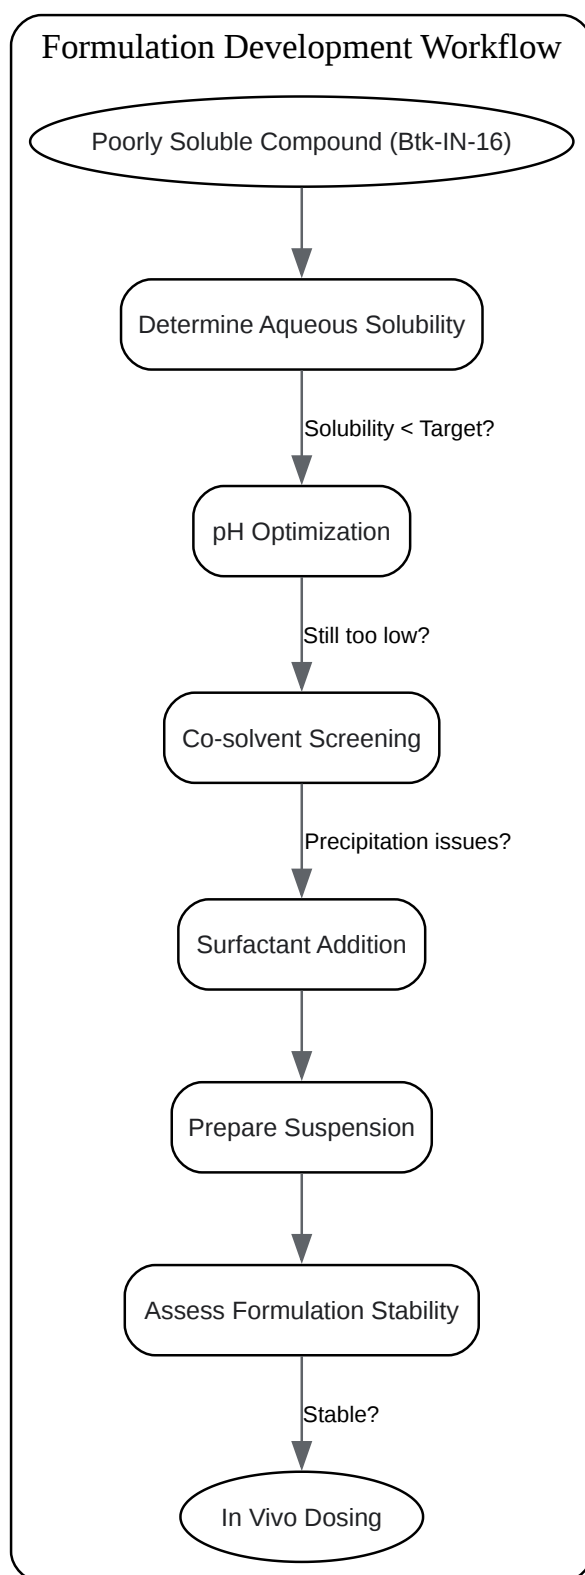 Formulation Development Workflow
Poorly Soluble Compound (Btk-IN-16)
Determine Aqueous Solubility
Solubility < Target?
pH Optimization
Still too low?
Co-solvent Screening
Precipitation issues?
Surfactant Addition
Prepare Suspension
Assess Formulation Stability
Stable?
In Vivo Dosing